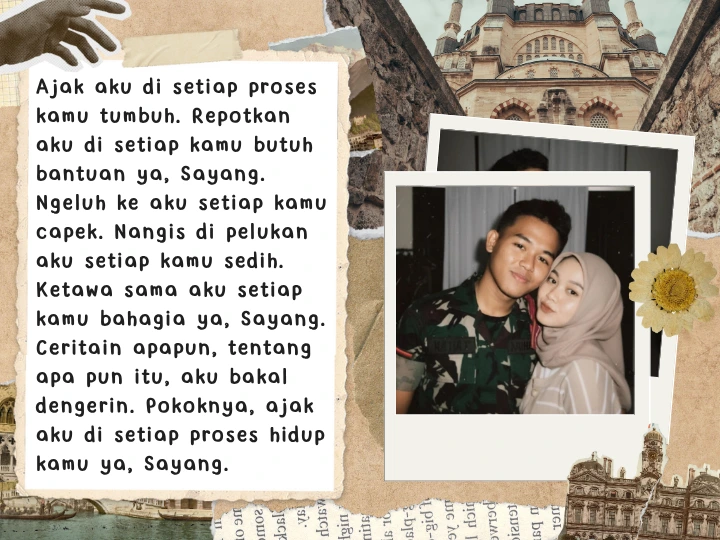 Ajak aku di setiap proses
kamu tumbuh. Repotkan
aku di setiap kamu butuh
bantuan ya, Sayang.
Ngeluh ke aku setiap kamu
capek. Nangis di pelukan
aku setiap kamu sedih.
Ketawa sama aku setiap
kamu bahagia ya, Sayang.
Ceritain apapun, tentang
apa pun itu, aku bakal
dengerin. Pokoknya, ajak
aku di setiap proses hidup
kamu ya, Sayang.